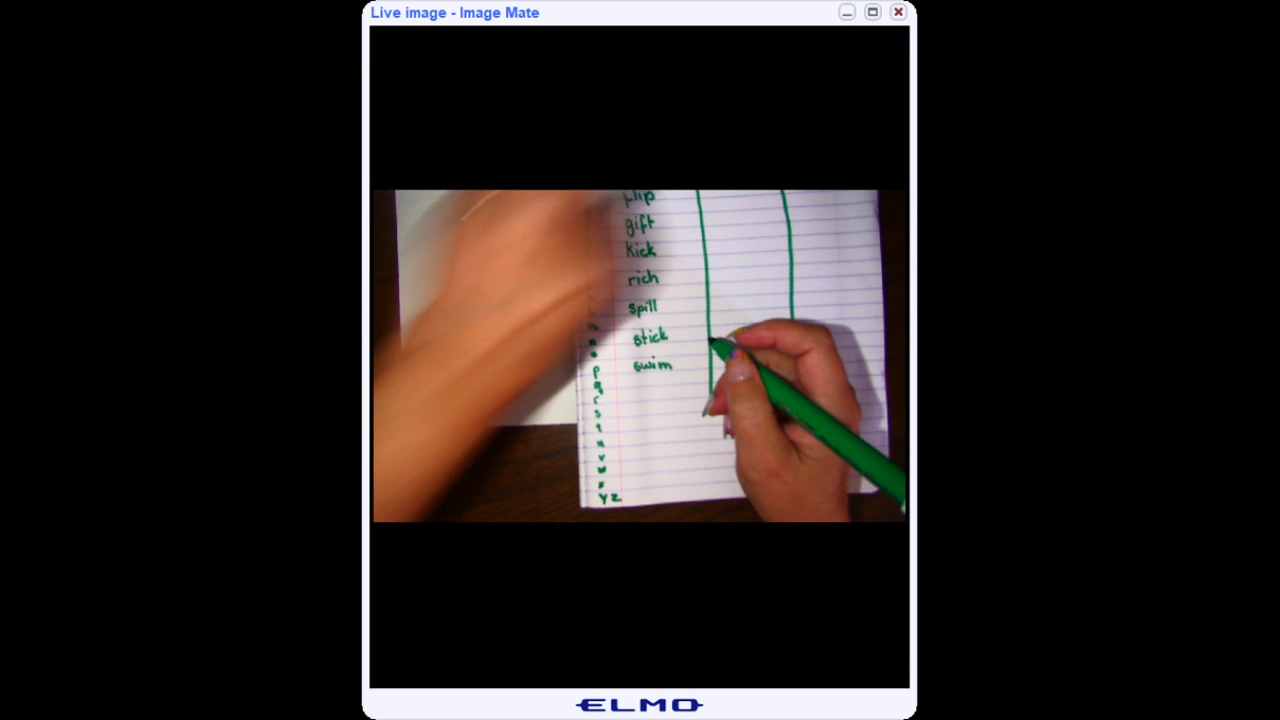 Live image - Image Mate
flip
gift
kick
rich
spill
stick
swim
p
q
r
s
t
u
v
w
x
Y Z
ELMO